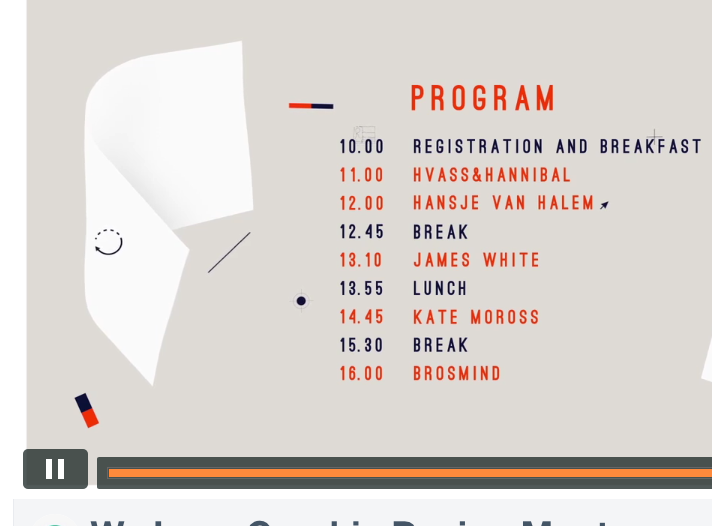 PROGRAM
10.00 REGISTRATION AND BREAKFAST
11.00 HVASS&HANNIBAL
12.00 HANSJE VAN HALEM
12.45 BREAK
13.10 JAMES WHITE
13.55 LUNCH
14.45 KATE MOROSS
15.30 BREAK
16.00 BROSMIND